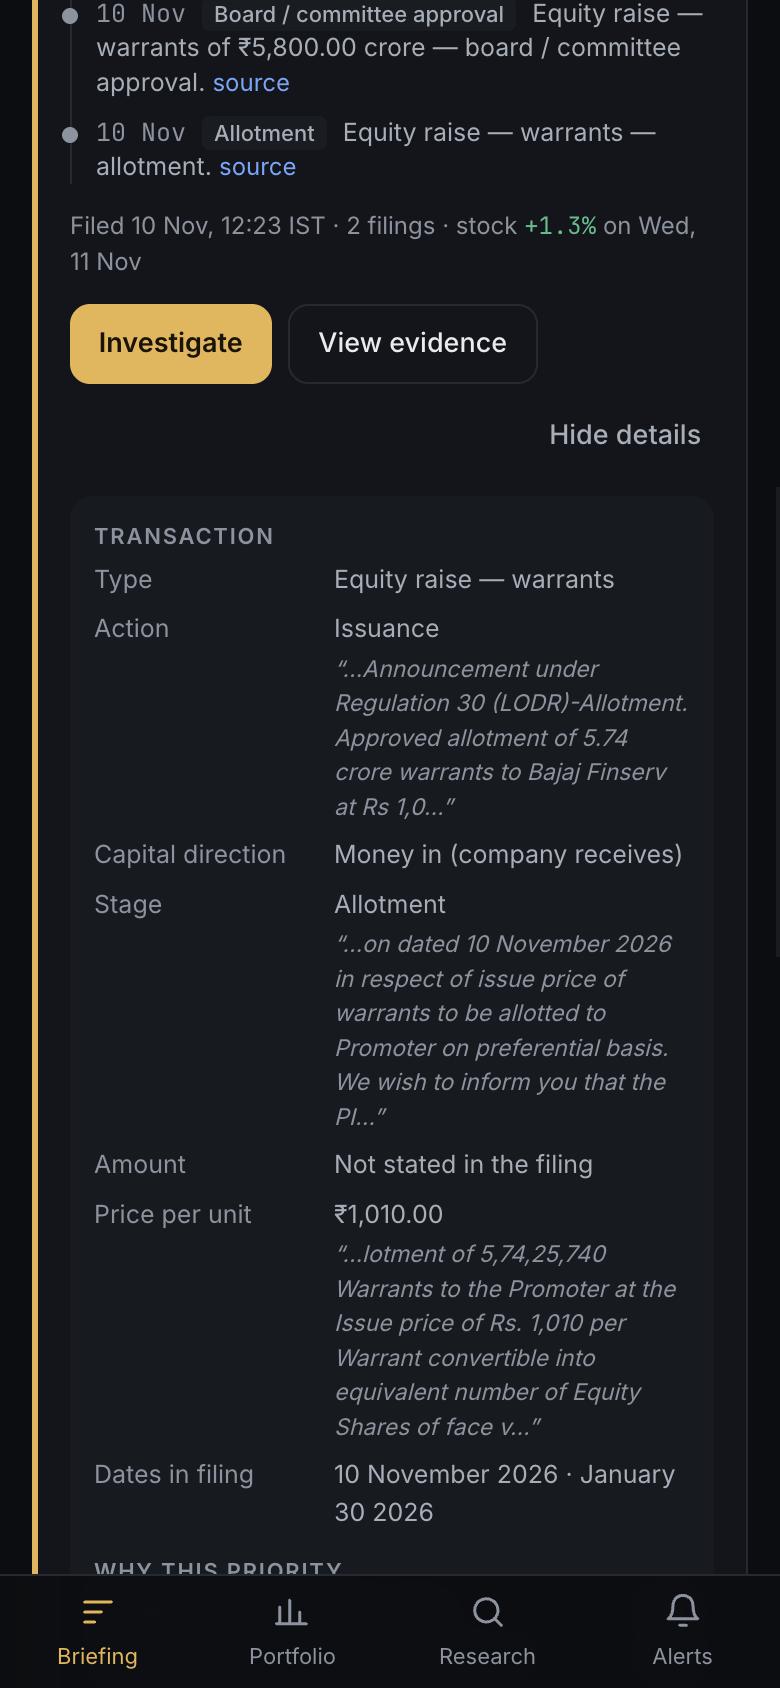 10 Nov Board / committee approval Equity raise —
warrants of ₹5,800.00 crore — board / committee
approval. source
10 Nov Allotment Equity raise — warrants —
allotment. source
Filed 10 Nov, 12:23 IST · 2 filings · stock +1.3% on Wed,
11 Nov
Investigate View evidence
Hide details
TRANSACTION
Type Equity raise — warrants
Action Issuance
“…Announcement under
Regulation 30 (LODR)-Allotment.
Approved allotment of 5.74
crore warrants to Bajaj Finserv
at Rs 1,0…”
Capital direction Money in (company receives)
Stage Allotment
“…on dated 10 November 2026
in respect of issue price of
warrants to be allotted to
Promoter on preferential basis.
We wish to inform you that the
Pl…”
Amount Not stated in the filing
Price per unit ₹1,010.00
“…lotment of 5,74,25,740
Warrants to the Promoter at the
Issue price of Rs. 1,010 per
Warrant convertible into
equivalent number of Equity
Shares of face v…”
Dates in filing 10 November 2026 · January
30 2026
WHY THIS PRIORITY
Briefing Portfolio Research Alerts